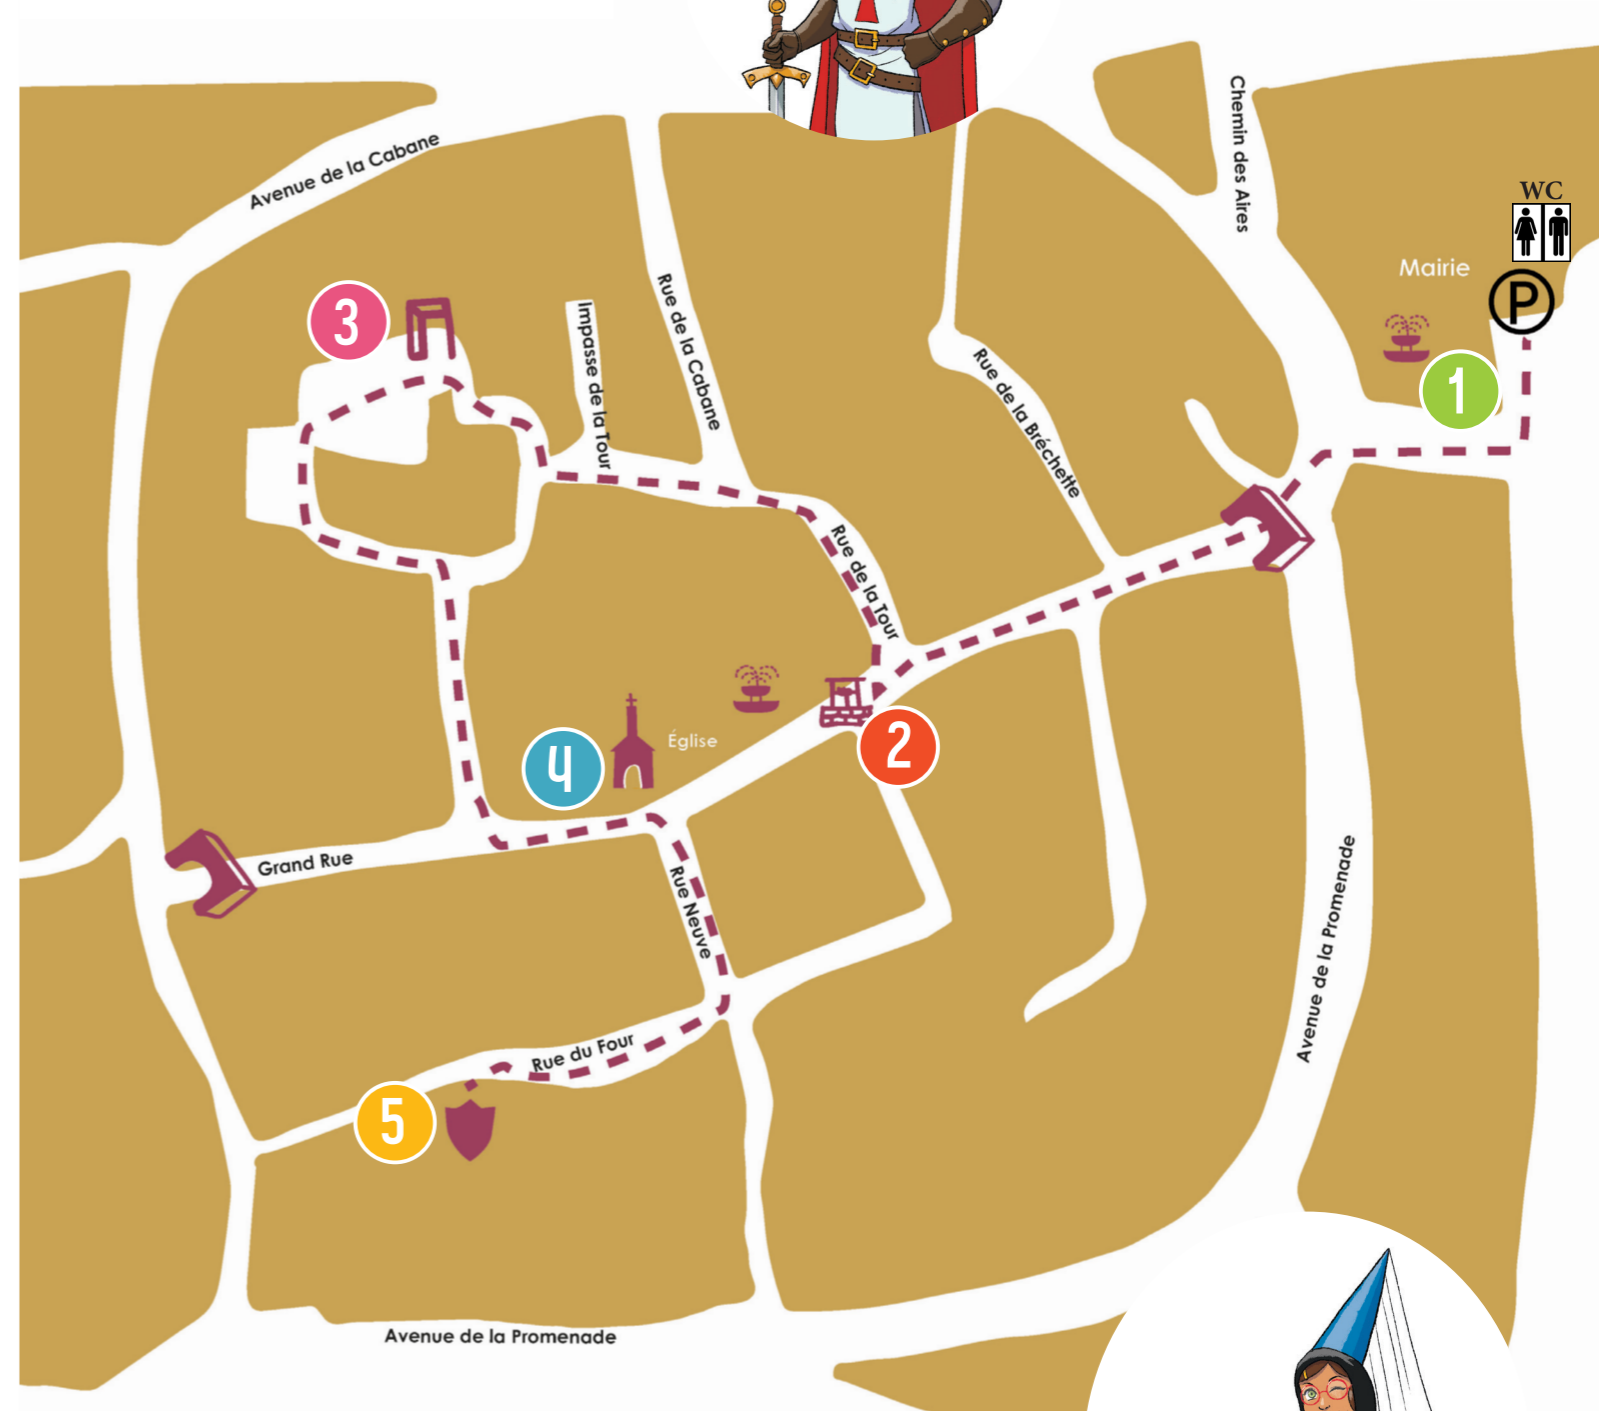 Chemin des Aires
Avenue de la Cabane
WC
Mairie
P
3
Impasse de la Tour
Rue de la Cabane
Rue de la Bréchette
1
Rue de la Tour
Église
4
2
Grand Rue
Rue Neuve
Avenue de la Promenade
Rue du Four
5
Avenue de la Promenade